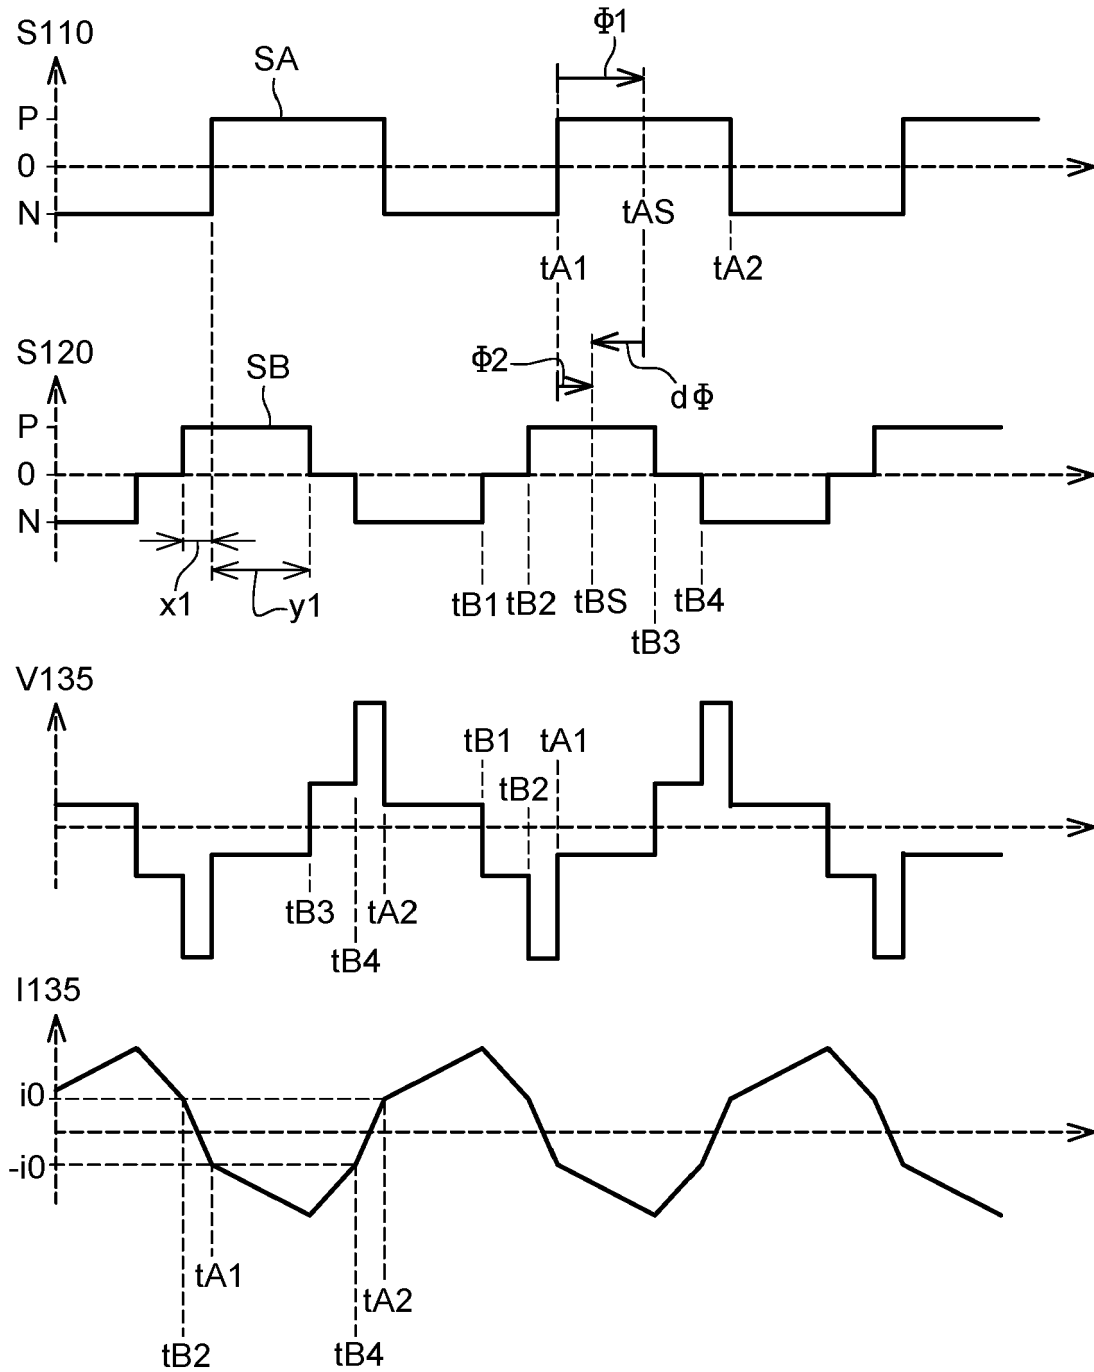 S110
Φ1
SA
P
0
N
tAS
tA1
tA2
S120
Φ2
SB
dΦ
P
0
N
x1
y1
tB1
tB2
tBS
tB4
tB3
V135
tB1
tA1
tB2
tB3
tA2
tB4
I135
i0
-i0
tA1
tA2
tB2
tB4